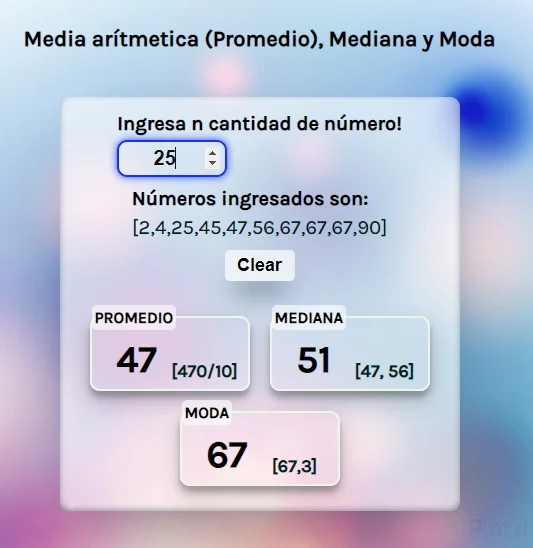 Media arítmetica (Promedio), Mediana y Moda
Ingresa n cantidad de número!
25
Números ingresados son:
[2,4,25,45,47,56,67,67,67,90]
Clear
PROMEDIO
47 [470/10]
MEDIANA
51 [47, 56]
MODA
67 [67,3]
Platzi